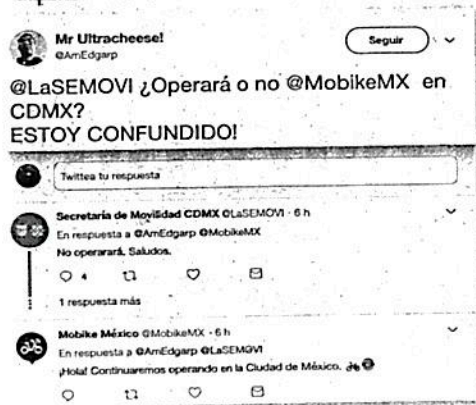 Mr Ultracheese!
@AmEdgarp
Seguir
@LaSEMOVI ¿Operará o no @MobikeMX en
CDMX?
ESTOY CONFUNDIDO!
Twittea tu respuesta
Secretaría de Movilidad CDMX @LaSEMOVI · 6 h
En respuesta a @AmEdgarp @MobikeMX
No operarará. Saludos.
4
1 respuesta más
Mobike México @MobikeMX · 6 h
En respuesta a @AmEdgarp @LaSEMOVI
¡Hola! Continuaremos operando en la Ciudad de México.